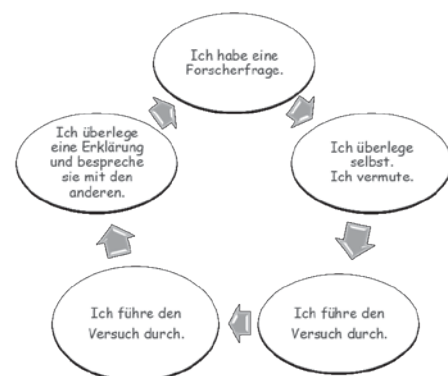 Ich habe eine
Forscherfrage.
Ich überlege
selbst.
Ich vermute.
Ich führe den
Versuch durch.
Ich führe den
Versuch durch.
Ich überlege
eine Erklärung
und bespreche
sie mit den
anderen.